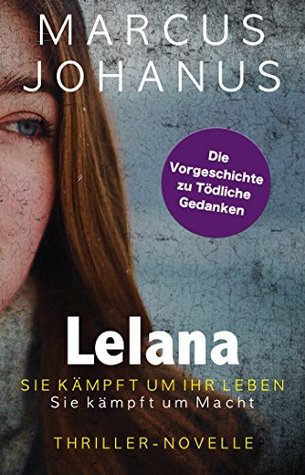 MARCUS
JOHANUS
Die
Vorgeschichte
zu Tödliche
Gedanken
Lelana
SIE KÄMPFT UM IHR LEBEN
Sie kämpft um Macht
THRILLER-NOVELLE